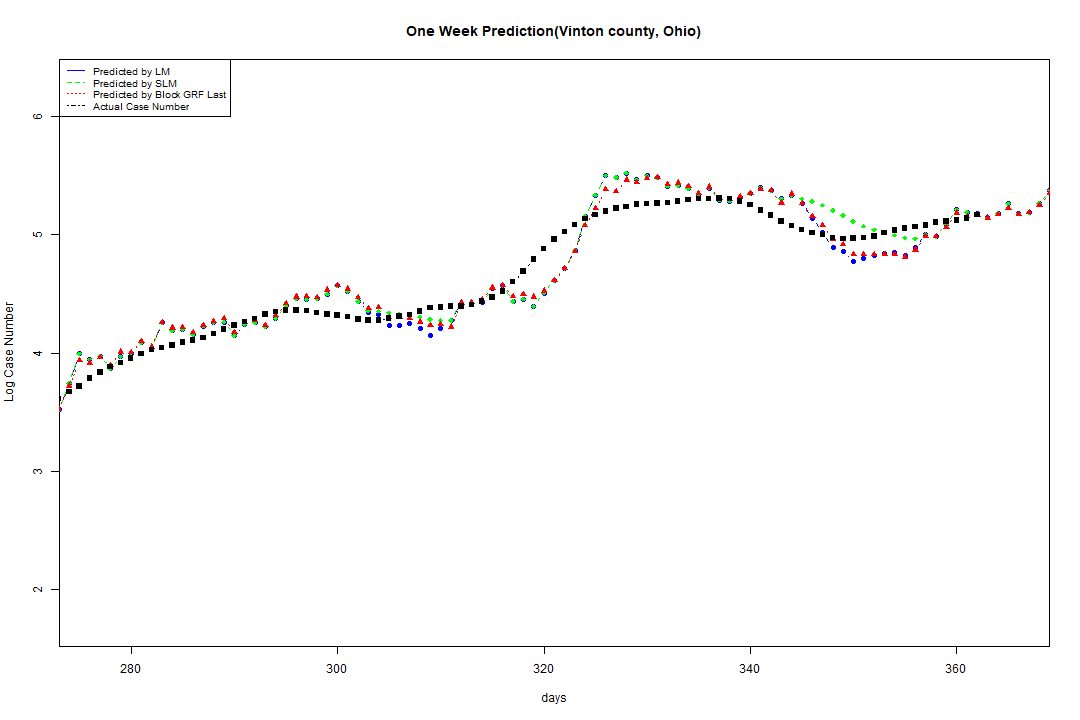 One Week Prediction(Vinton county, Ohio)
Predicted by LM
Predicted by SLM
Predicted by Block GRF Last
Actual Case Number
6
5
4
3
2
Log Case Number
280 300 320 340 360
days